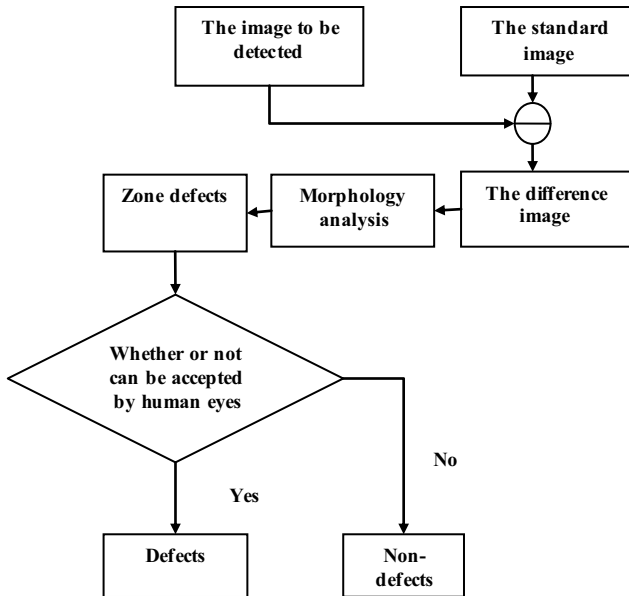 The image to be
detected
The standard
image
Zone defects
Morphology
analysis
The difference
image
Whether or not
can be accepted
by human eyes
No
Yes
Defects
Non-
defects